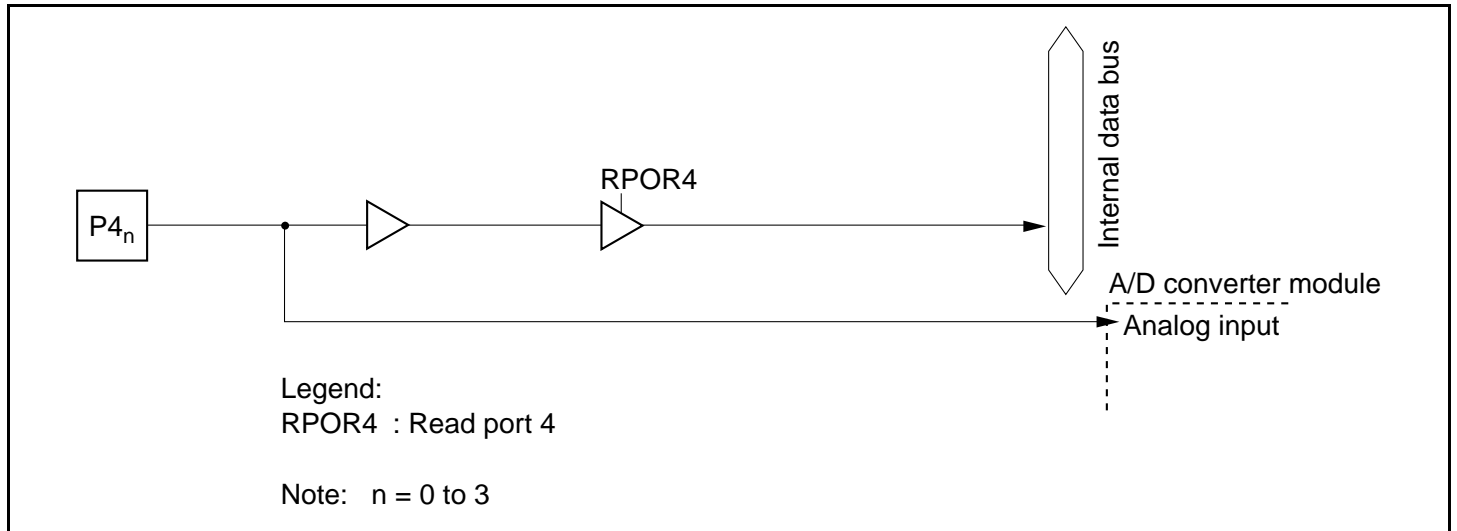 RPOR4
P4n
Internal data bus
A/D converter module
Analog input
Legend:
RPOR4 : Read port 4
Note: n = 0 to 3